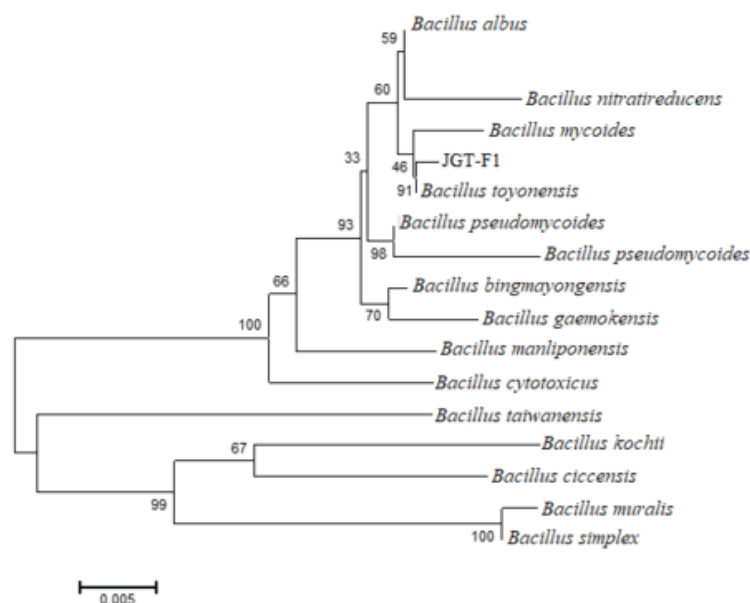 Bacillus albus
59
Bacillus nitratireducens
60
Bacillus mycoides
33
JGT-F1
46
91 Bacillus toyonensis
Bacillus pseudomycoides
93
98
Bacillus pseudomycoides
66
Bacillus bingmayongensis
70
Bacillus gaemokensis
100
Bacillus manliponensis
Bacillus cytotoxicus
Bacillus taiwanensis
67
Bacillus kochii
Bacillus ciccensis
99
Bacillus muralis
100 Bacillus simplex
0.005